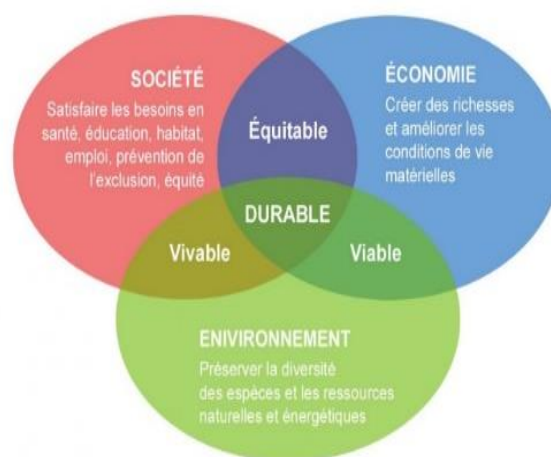 SOCIÉTÉ
Satisfaire les besoins en
santé, éducation, habitat,
emploi, prévention de
l'exclusion, équité
Équitable
ÉCONOMIE
Créer des richesses
et améliorer les
conditions de vie
matérielles
DURABLE
Vivable
Viable
ENIVIRONNEMENT
Préserver la diversité
des espèces et les ressources
naturelles et énergétiques